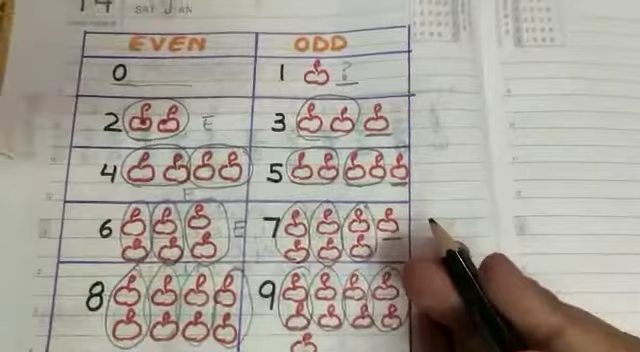 14 SAT JAN
EVEN ODD
0 1 ?
2 E 3
4 5
E
6 E 7
8 9